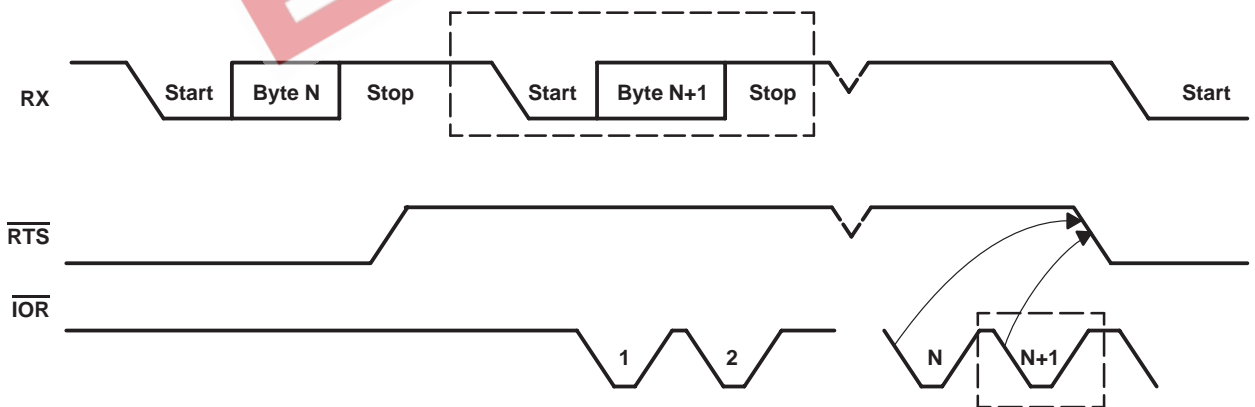 RX
Start
Byte N
Stop
Start
Byte N+1
Stop
Start
RTS
IOR
1
2
N
N+1